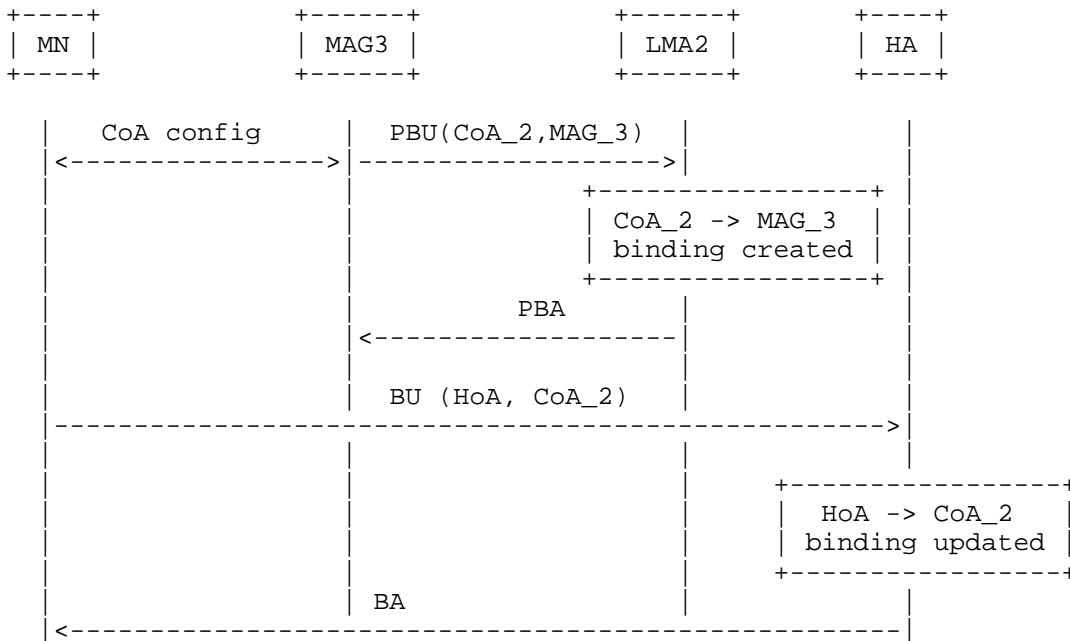 MN MAG3 LMA2 HA
CoA config PBU(CoA_2,MAG_3)
CoA_2 -> MAG_3
binding created
PBA
BU (HoA, CoA_2)
HoA -> CoA_2
binding updated
BA